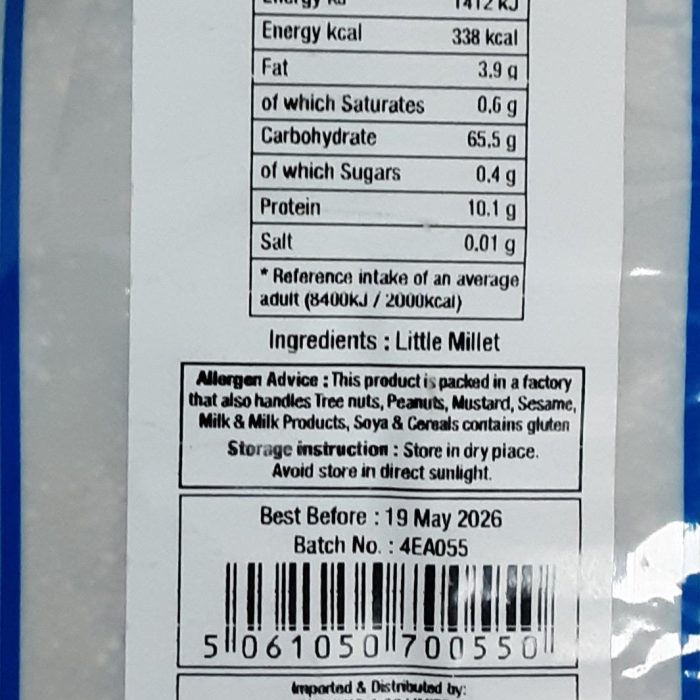 1412 KJ
Energy kcal 338 kcal
Fat 3.9 g
of which Saturates 0.6 g
Carbohydrate 65.5 g
of which Sugars 0.4 g
Protein 10.1 g
Salt 0.01 g
* Reference intake of an average
adult (8400KJ / 2000kcal)
Ingredients : Little Millet
Allergen Advice : This product is packed in a factory
that also handles Tree nuts, Peanuts, Mustard, Sesame,
Milk & Milk Products, Soya & Cereals contains gluten
Storage instruction : Store in dry place.
Avoid store in direct sunlight.
Best Before : 19 May 2026
Batch No. : 4EA055
5 061050 700550
Imported & Distributed by: